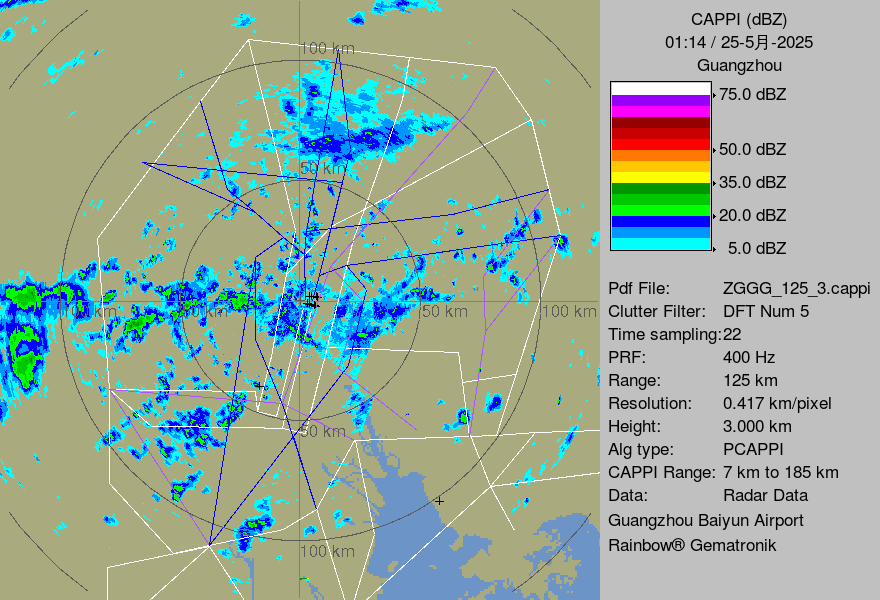 100 km
50 km
100 km
50 km
50 km
100 km
50 km
100 km
CAPPI (dBZ)
01:14 / 25-5月-2025
Guangzhou
75.0 dBZ
50.0 dBZ
35.0 dBZ
20.0 dBZ
5.0 dBZ
Pdf File: ZGGG_125_3.cappi
Clutter Filter: DFT Num 5
Time sampling:22
PRF: 400 Hz
Range: 125 km
Resolution: 0.417 km/pixel
Height: 3.000 km
Alg type: PCAPPI
CAPPI Range: 7 km to 185 km
Data: Radar Data
Guangzhou Baiyun Airport
Rainbow® Gematronik